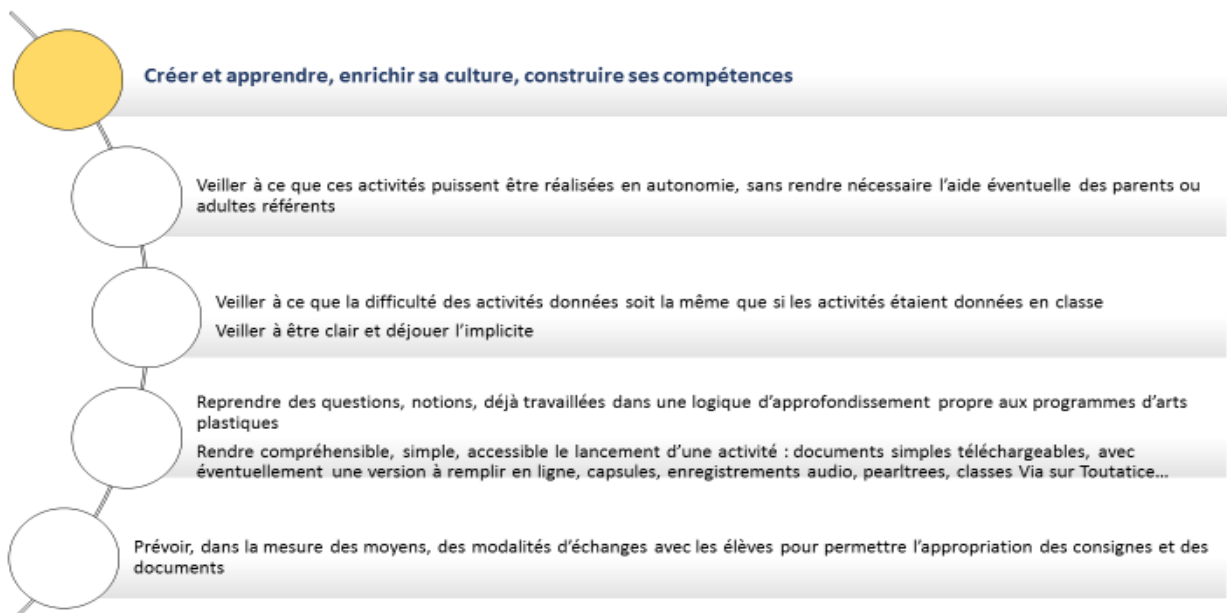 Créer et apprendre, enrichir sa culture, construire ses compétences
Veiller à ce que ces activités puissent être réalisées en autonomie, sans rendre nécessaire l’aide éventuelle des parents ou
adultes référents
Veiller à ce que la difficulté des activités données soit la même que si les activités étaient données en classe
Veiller à être clair et déjouer l’implicite
Reprendre des questions, notions, déjà travaillées dans une logique d’approfondissement propre aux programmes d’arts
plastiques
Rendre compréhensible, simple, accessible le lancement d’une activité : documents simples téléchargeables, avec
éventuellement une version à remplir en ligne, capsules, enregistrements audio, pearltrees, classes Via sur Toutatice…
Prévoir, dans la mesure des moyens, des modalités d’échanges avec les élèves pour permettre l’appropriation des consignes et des
documents